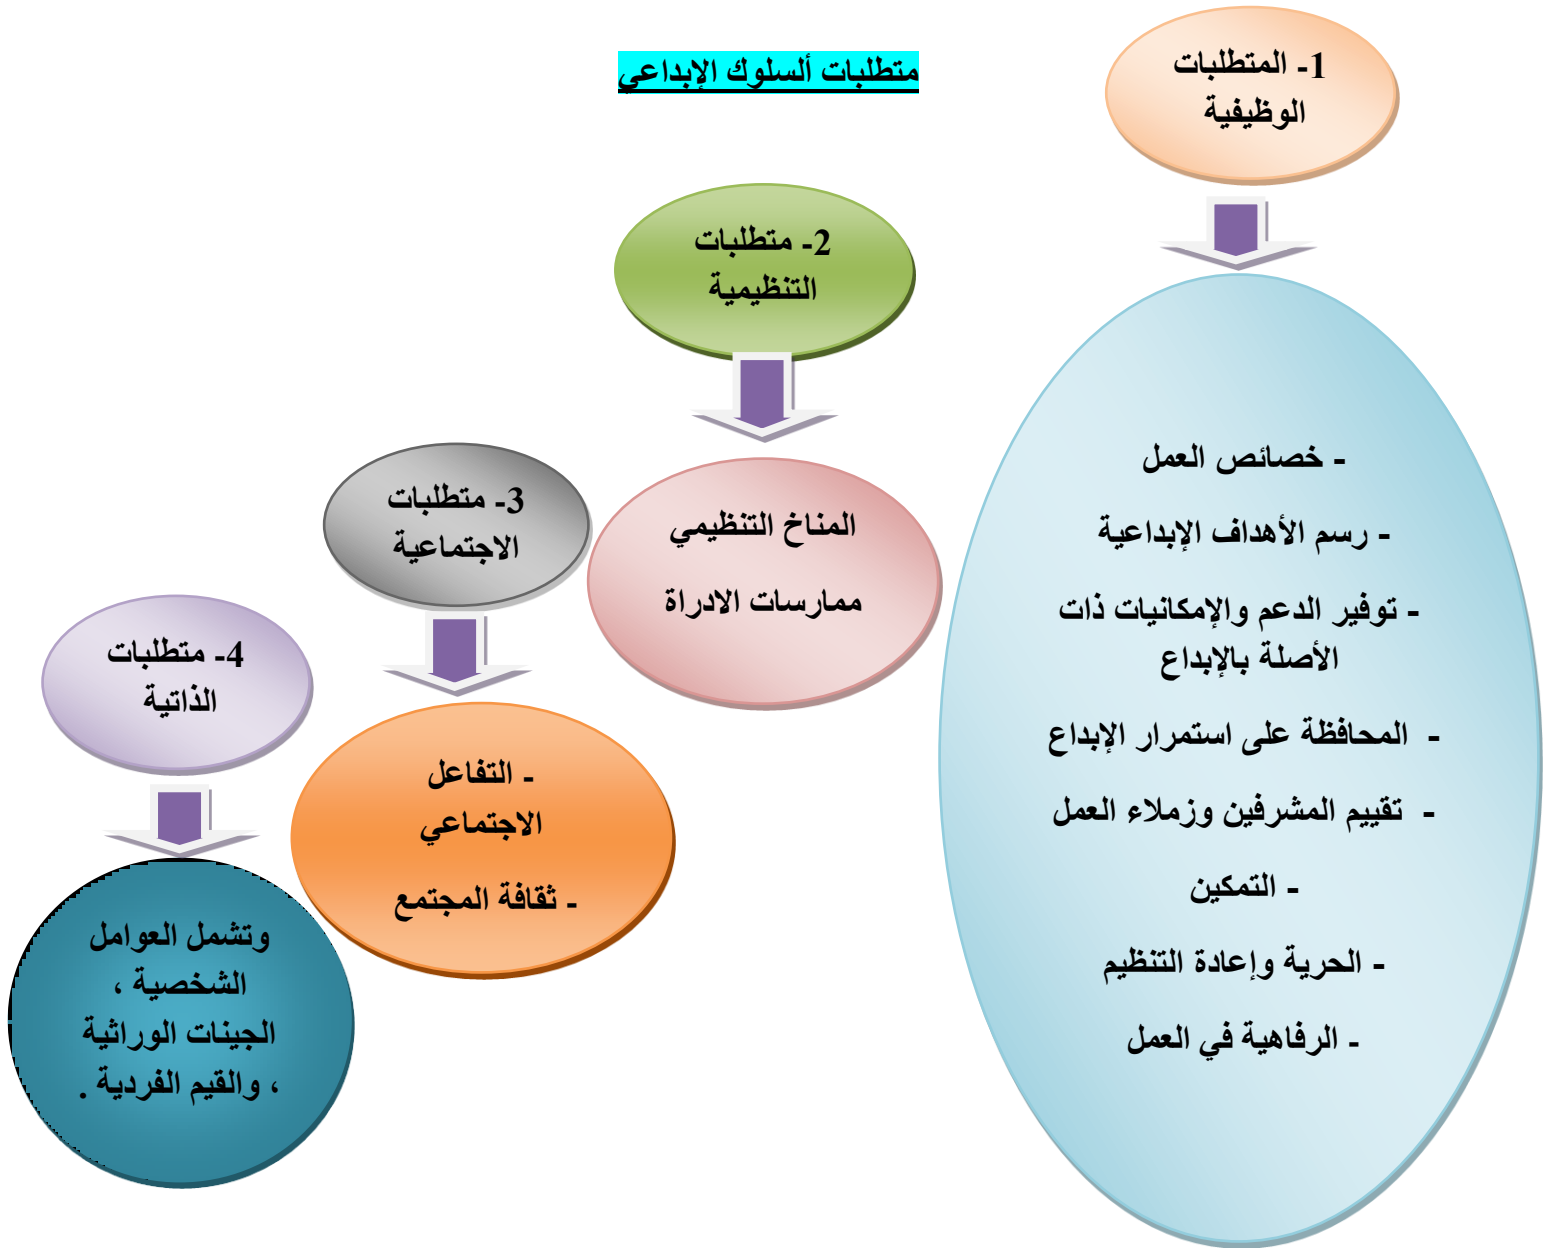 متطلبات ألسلوك الإبداعي
1- المتطلبات
الوظيفية
- خصائص العمل
- رسم الأهداف الإبداعية
- توفير الدعم والإمكانيات ذات
الأصلة بالإبداع
- المحافظة على استمرار الإبداع
- تقييم المشرفين وزملاء العمل
- التمكين
- الحرية وإعادة التنظيم
- الرفاهية في العمل
2- متطلبات
التنظيمية
المناخ التنظيمي
ممارسات الادراة
3- متطلبات
الاجتماعية
- التفاعل
الاجتماعي
- ثقافة المجتمع
4- متطلبات
الذاتية
وتشمل العوامل
الشخصية ،
الجينات الوراثية
، والقيم الفردية .